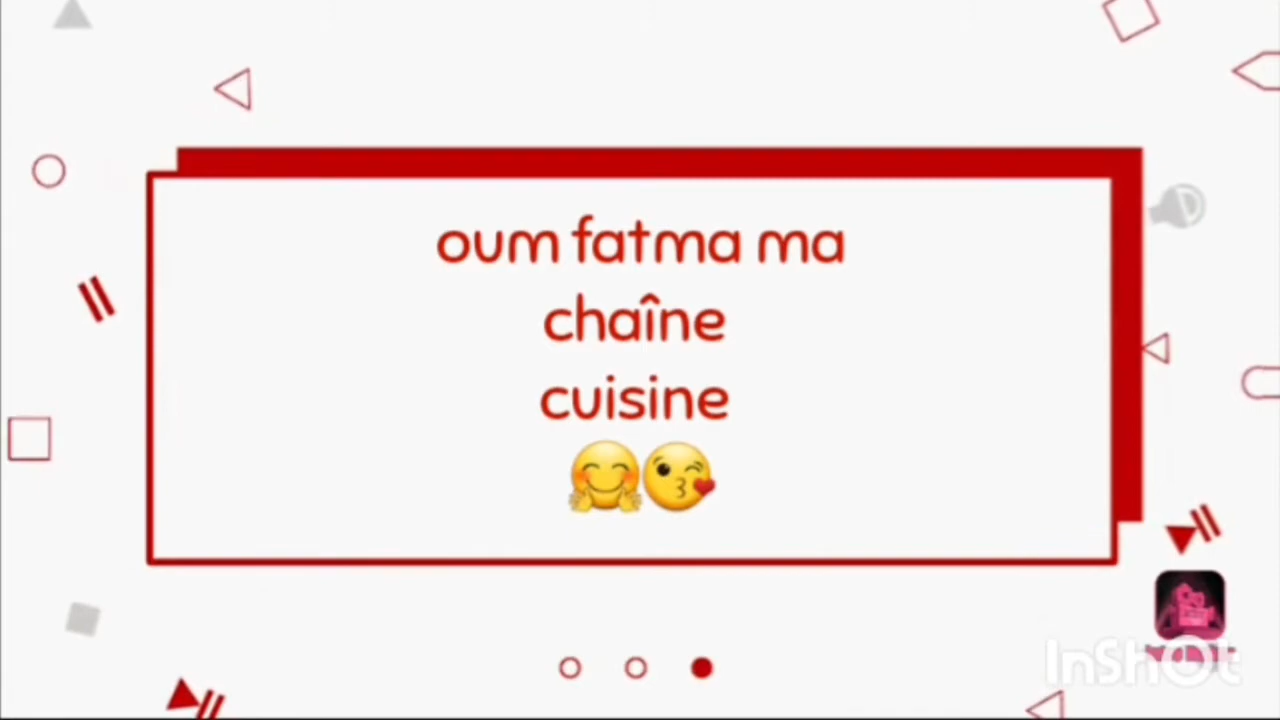 oum fatma ma
chaîne
cuisine
🤗😘
InShOt